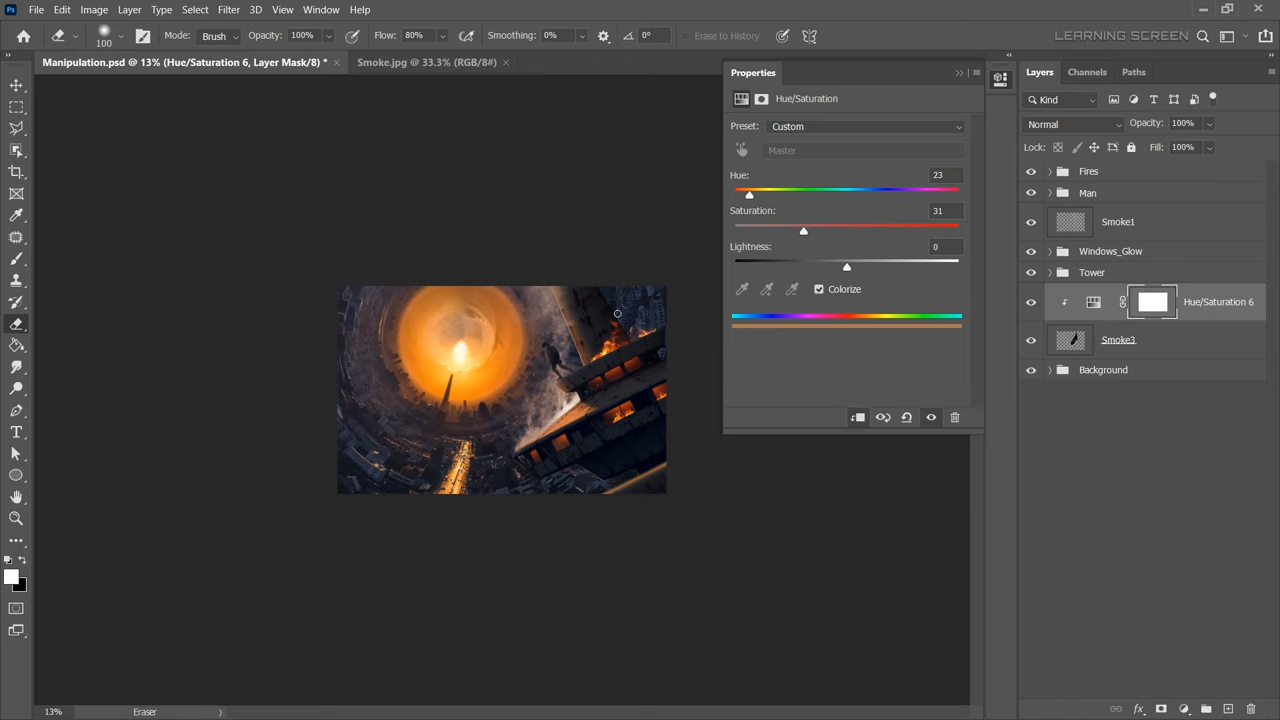 Ps File Edit Image Layer Type Select Filter 3D View Window Help
100 Mode: Brush Opacity: 100% Flow: 80% Smoothing: 0% 0° Erase to History LEARNING SCREEN
Manipulation.psd @ 13% (Hue/Saturation 6, Layer Mask/8) * × Smoke.jpg @ 33.3% (RGB/8#) ×
Properties
Hue/Saturation
Preset: Custom
Master
Hue: 23
Saturation: 31
Lightness: 0
Colorize
Layers Channels Paths
Kind
Normal Opacity: 100%
Lock: Fill: 100%
Fires
Man
Smoke1
Windows_Glow
Tower
Hue/Saturation 6
Smoke3
Background
fx
13% Eraser